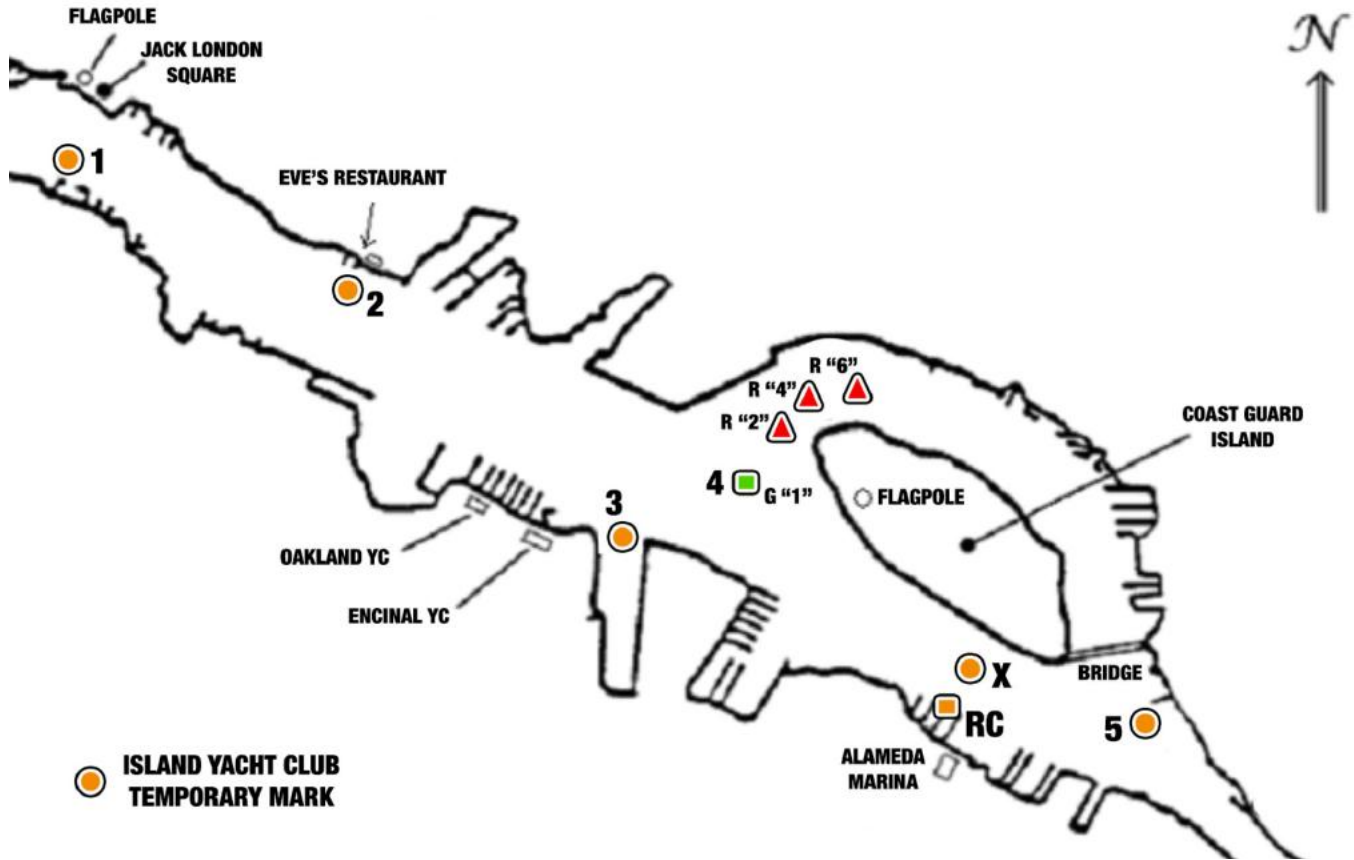 FLAGPOLE
JACK LONDON
SQUARE
N
1
EVE'S RESTAURANT
2
R “6”
R “4”
R “2”
COAST GUARD
ISLAND
4
G “1”
FLAGPOLE
3
OAKLAND YC
ENCINAL YC
X
BRIDGE
RC
5
ALAMEDA
MARINA
ISLAND YACHT CLUB
TEMPORARY MARK